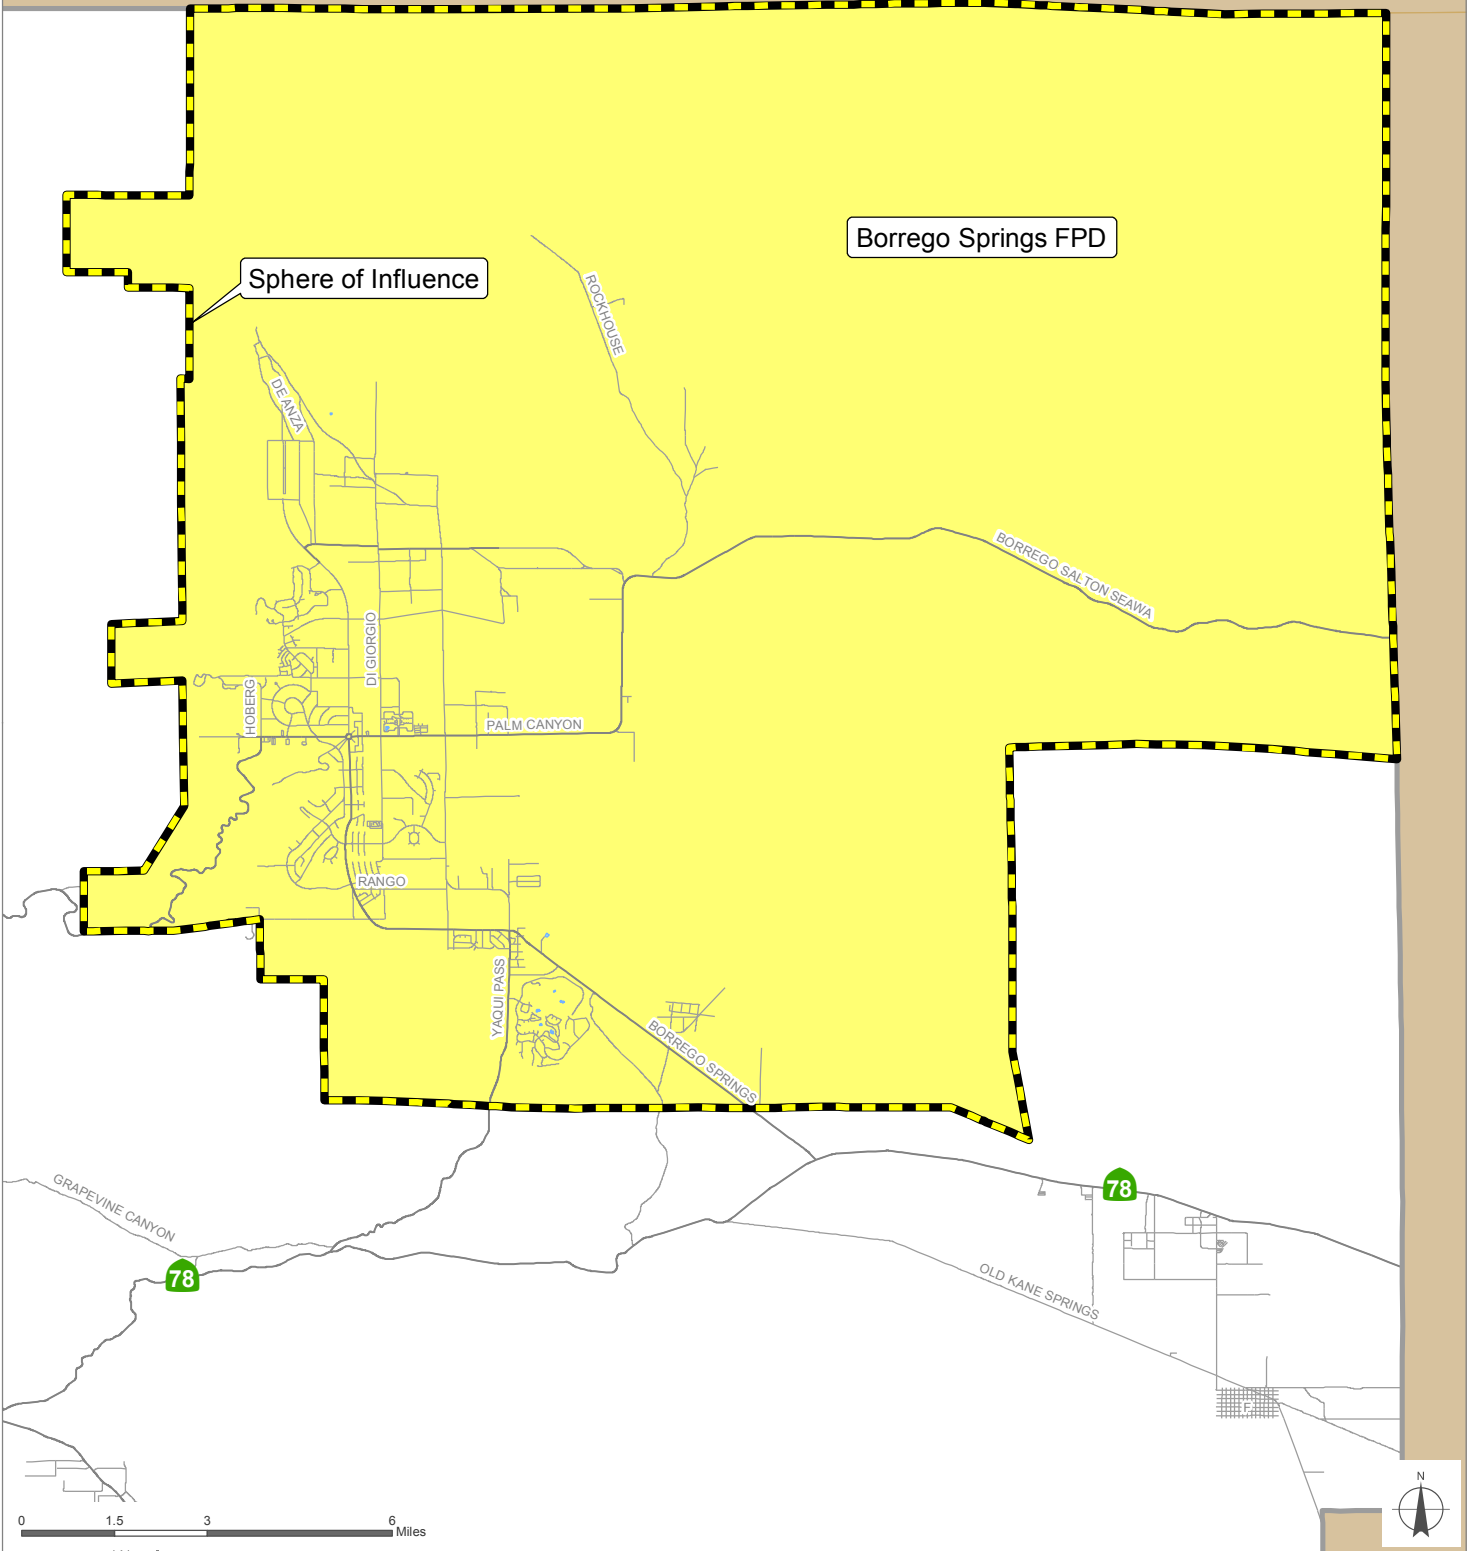 Borrego Springs FPD
Sphere of Influence
ROCKHOUSE
DE ANZA
BORREGO SALTON SEAWA
DI GIORGIO
HOBERG
PALM CANYON
RANGO
YAQUI PASS
BORREGO SPRINGS
GRAPEVINE CANYON
78
78
OLD KANE SPRINGS
F
N
0 1.5 3 6
Miles